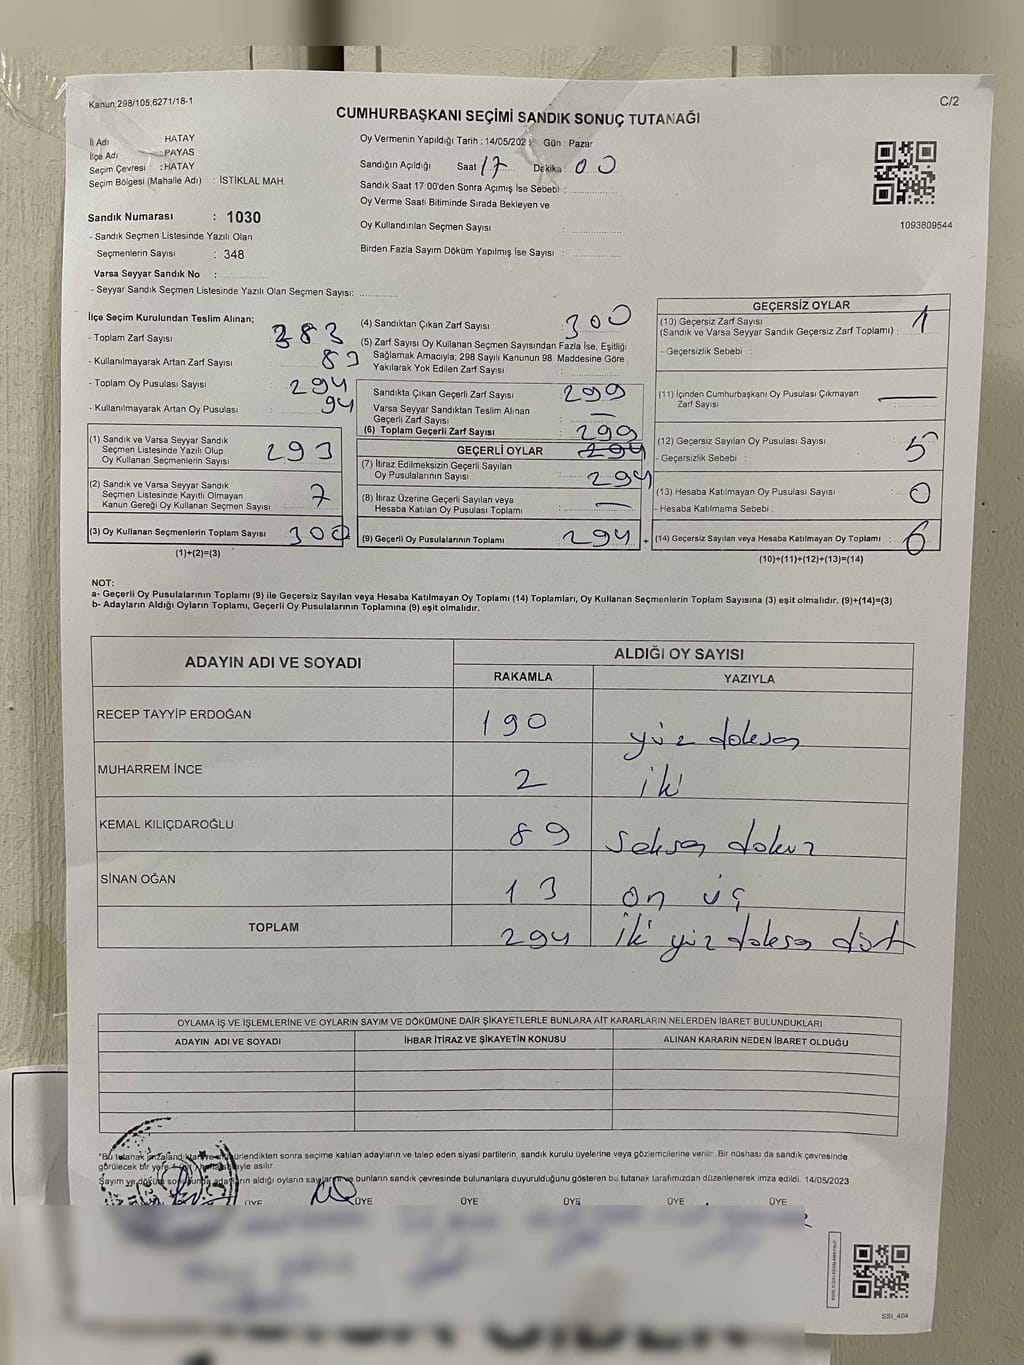 Kanun:298/105;6271/18-1
C/2
CUMHURBAŞKANI SEÇİMİ SANDIK SONUÇ TUTANAĞI
İl Adı : HATAY
İlçe Adı : PAYAS
Seçim Çevresi : HATAY
Seçim Bölgesi (Mahalle Adı) : İSTİKLAL MAH.
Oy Vermenin Yapıldığı Tarih : 14/05/2023 Gün : Pazar
Sandığın Açıldığı Saat 17 Dakika : 00
Sandık Saat 17:00'den Sonra Açımış İse Sebebi :
Oy Verme Saati Bitiminde Sırada Bekleyen ve
Oy Kullandırılan Seçmen Sayısı :
Birden Fazla Sayım Döküm Yapılmış İse Sayısı :
1093809544
Sandık Numarası : 1030
- Sandık Seçmen Listesinde Yazılı Olan
Seçmenlerin Sayısı : 348
Varsa Seyyar Sandık No :
- Seyyar Sandık Seçmen Listesinde Yazılı Olan Seçmen Sayısı:
İlçe Seçim Kurulundan Teslim Alınan;
- Toplam Zarf Sayısı 383
- Kullanılmayarak Artan Zarf Sayısı : 83
- Toplam Oy Pusulası Sayısı 294
- Kullanılmayarak Artan Oy Pusulası 94
(1) Sandık ve Varsa Seyyar Sandık
Seçmen Listesinde Yazılı Olup
Oy Kullanan Seçmenlerin Sayısı 293
(2) Sandık ve Varsa Seyyar Sandık
Seçmen Listesinde Kayıtlı Olmayan
Kanun Gereği Oy Kullanan Seçmen Sayısı : 7
(3) Oy Kullanan Seçmenlerin Toplam Sayısı : 300
(1)+(2)=(3)
(4) Sandıktan Çıkan Zarf Sayısı : 300
(5) Zarf Sayısı Oy Kullanan Seçmen Sayısından Fazla İse, Eşitliği
Sağlamak Amacıyla; 298 Sayılı Kanunun 98. Maddesine Göre
Yakılarak Yok Edilen Zarf Sayısı :
Sandıkta Çıkan Geçerli Zarf Sayısı : 299
Varsa Seyyar Sandıktan Teslim Alınan
Geçerli Zarf Sayısı : —
(6) Toplam Geçerli Zarf Sayısı 299
GEÇERLİ OYLAR 294
(7) İtiraz Edilmeksizin Geçerli Sayılan
Oy Pusulalarının Sayısı : 294
(8) İtiraz Üzerine Geçerli Sayılan veya
Hesaba Katılan Oy Pusulası Toplamı : —
(9) Geçerli Oy Pusulalarının Toplamı : 294 +
GEÇERSİZ OYLAR
(10) Geçersiz Zarf Sayısı
(Sandık ve Varsa Seyyar Sandık Geçersiz Zarf Toplamı) : 1
- Geçersizlik Sebebi :
(11) İçinden Cumhurbaşkanı Oy Pusulası Çıkmayan
Zarf Sayısı —
(12) Geçersiz Sayılan Oy Pusulası Sayısı : 5
- Geçersizlik Sebebi :
(13) Hesaba Katılmayan Oy Pusulası Sayısı : 0
- Hesaba Katılmama Sebebi :
(14) Geçersiz Sayılan veya Hesaba Katılmayan Oy Toplamı : 6
(10)+(11)+(12)+(13)=(14)
NOT:
a- Geçerli Oy Pusulalarının Toplamı (9) ile Geçersiz Sayılan veya Hesaba Katılmayan Oy Toplamı (14) Toplamları, Oy Kullanan Seçmenlerin Toplam Sayısına (3) eşit olmalıdır. (9)+(14)=(3)
b- Adayların Aldığı Oyların Toplamı, Geçerli Oy Pusulalarının Toplamına (9) eşit olmalıdır.
ADAYIN ADI VE SOYADI
ALDIĞI OY SAYISI
RAKAMLA YAZIYLA
RECEP TAYYİP ERDOĞAN 190 yüz doksan
MUHARREM İNCE 2 iki
KEMAL KILIÇDAROĞLU 89 seksen dokuz
SİNAN OĞAN 13 on üç
TOPLAM 294 iki yüz doksan dört
OYLAMA İŞ VE İŞLEMLERİNE VE OYLARIN SAYIM VE DÖKÜMÜNE DAİR ŞİKAYETLERLE BUNLARA AİT KARARLARIN NELERDEN İBARET BULUNDUKLARI
ADAYIN ADI VE SOYADI İHBAR İTİRAZ VE ŞİKAYETİN KONUSU ALINAN KARARIN NEDEN İBARET OLDUĞU
*Bu tutanak imzalandıktan ve mühürlendikten sonra seçime katılan adayların ve talep eden siyasi partilerin, sandık kurulu üyelerine veya gözlemcilerine verilir. Bir nüshası da sandık çevresinde
görülecek bir yere asılır.
Sayım ve döküm sonunda adayların aldığı oyların sayılarını ve bunların sandık çevresinde bulunanlara duyurulduğunu gösteren bu tutanak tarafımızdan düzenlenerek imza edildi. 14/05/2023
ÜYE ÜYE ÜYE ÜYE ÜYE ÜYE
SSI_404